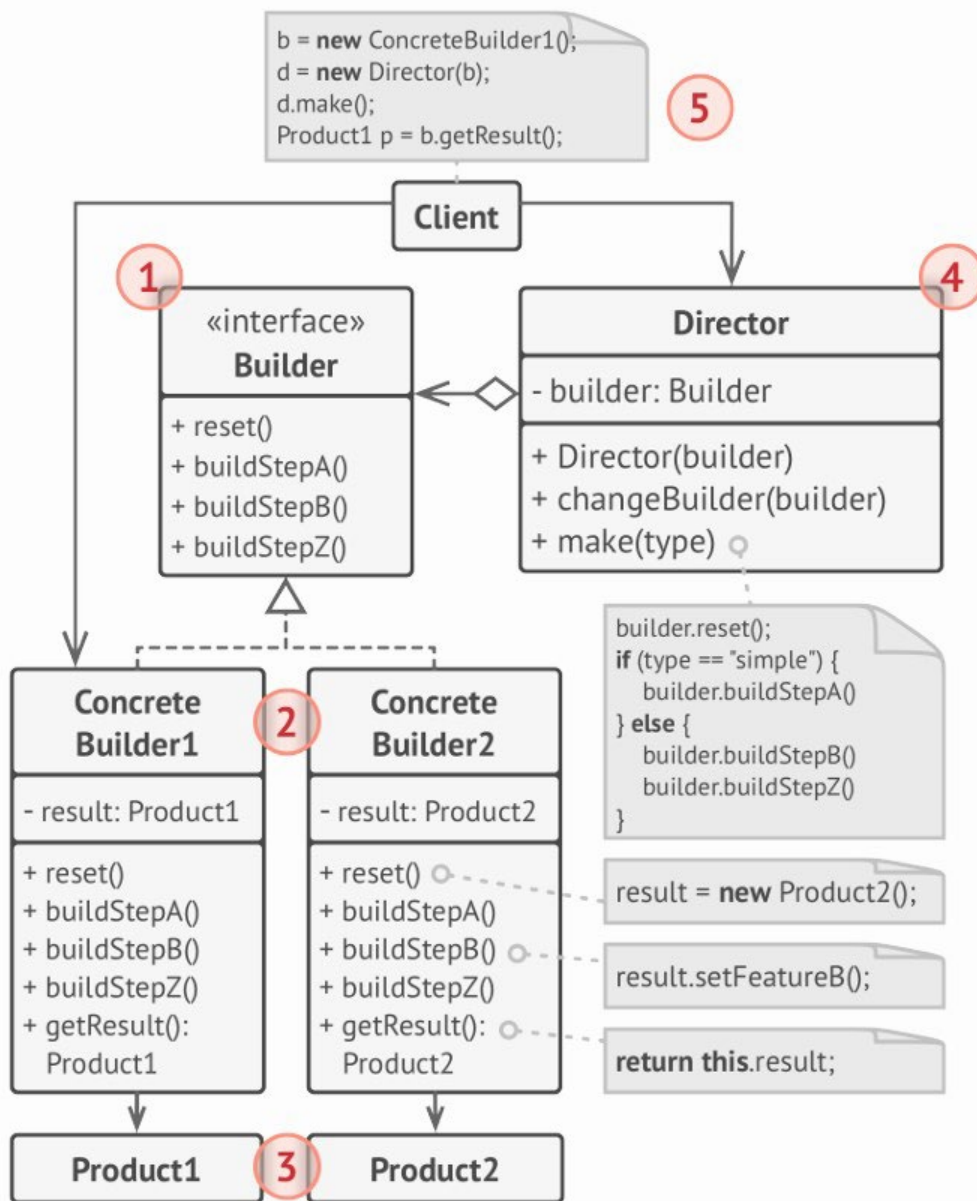 b = new ConcreteBuilder1();
d = new Director(b);
d.make();
Product1 p = b.getResult();
5
Client
1
«interface»
Builder
+ reset()
+ buildStepA()
+ buildStepB()
+ buildStepZ()
4
Director
- builder: Builder
+ Director(builder)
+ changeBuilder(builder)
+ make(type)
builder.reset();
if (type == "simple") {
builder.buildStepA()
} else {
builder.buildStepB()
builder.buildStepZ()
}
Concrete
Builder1
- result: Product1
+ reset()
+ buildStepA()
+ buildStepB()
+ buildStepZ()
+ getResult():
Product1
2
Concrete
Builder2
- result: Product2
+ reset()
+ buildStepA()
+ buildStepB()
+ buildStepZ()
+ getResult():
Product2
result = new Product2();
result.setFeatureB();
return this.result;
Product1
3
Product2